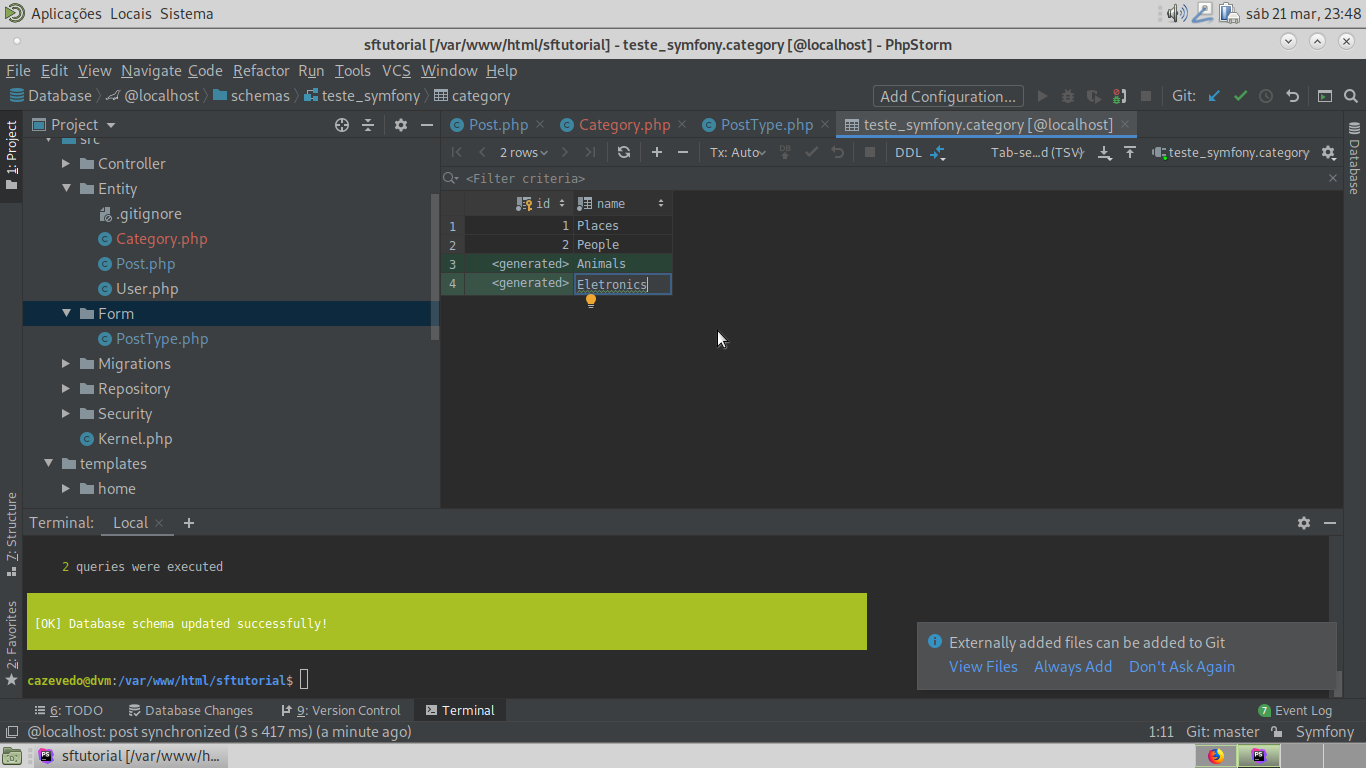 Aplicações Locais Sistema
sáb 21 mar, 23:48
sftutorial [/var/www/html/sftutorial] - teste_symfony.category [@localhost] - PhpStorm
File Edit View Navigate Code Refactor Run Tools VCS Window Help
Database @localhost schemas teste_symfony category
Add Configuration...
Git:
1: Project
Project
Post.php
Category.php
PostType.php
teste_symfony.category [@localhost]
Database
src
Controller
Entity
.gitignore
Category.php
Post.php
User.php
Form
PostType.php
Migrations
Repository
Security
Kernel.php
templates
home
2 rows
Tx: Auto
DB
DDL
Tab-se...d (TSV)
teste_symfony.category
<Filter criteria>
id name
1 1 Places
2 2 People
3 <generated> Animals
4 <generated> Eletronics
7: Structure
2: Favorites
Terminal: Local
2 queries were executed
[OK] Database schema updated successfully!
cazevedo@dvm:/var/www/html/sftutorial$
Externally added files can be added to Git
View Files Always Add Don't Ask Again
6: TODO Database Changes 9: Version Control Terminal
7 Event Log
@localhost: post synchronized (3 s 417 ms) (a minute ago)
1:11 Git: master Symfony
PS sftutorial [/var/www/h...
PS